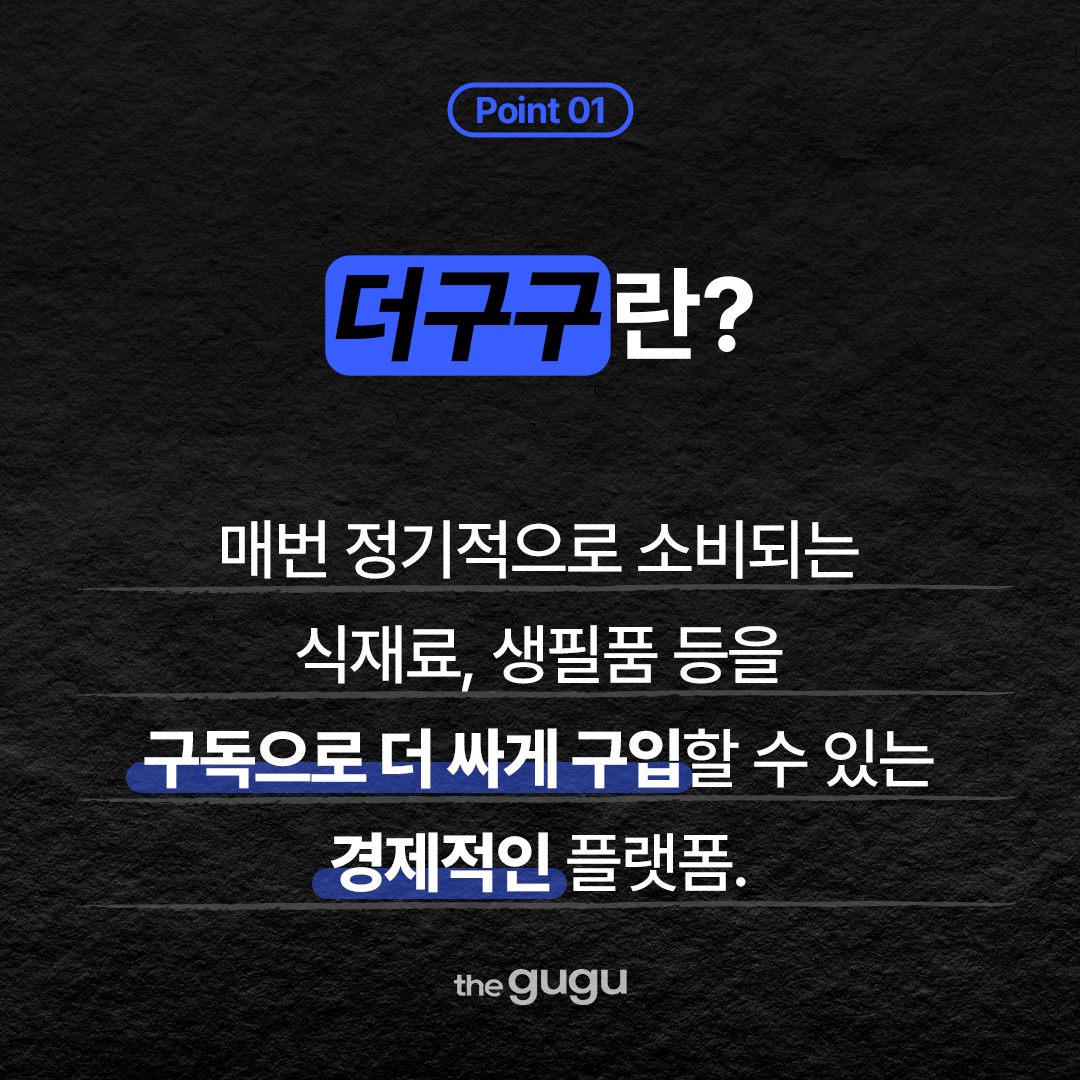 Point 01
더구구란?
매번 정기적으로 소비되는
식재료, 생필품 등을
구독으로 더 싸게 구입할 수 있는
경제적인 플랫폼.
the gugu